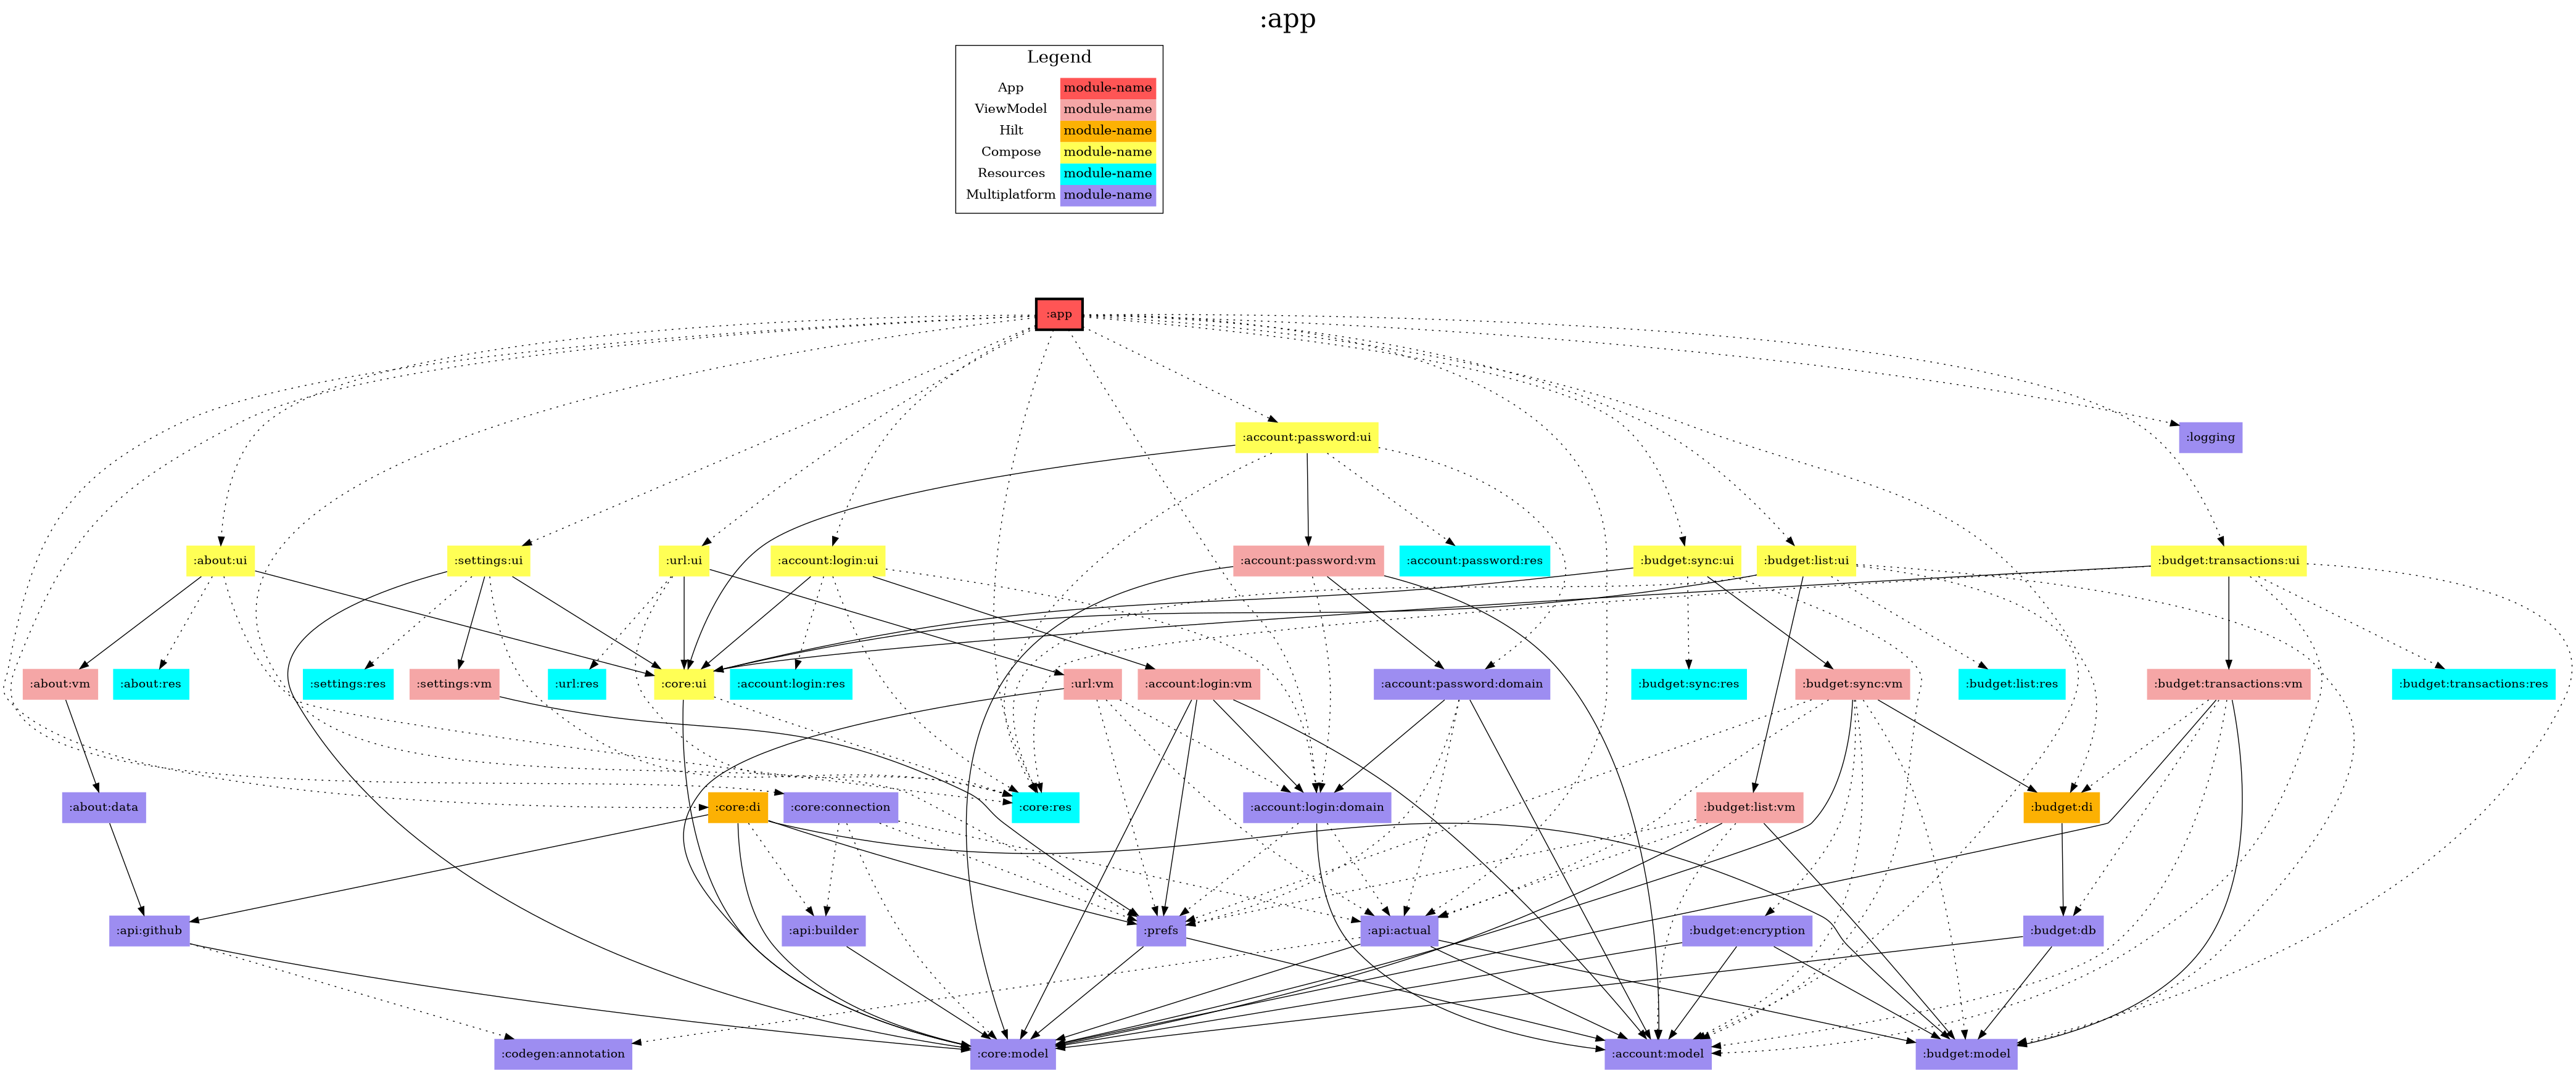 :app
Legend
App module-name
ViewModel module-name
Hilt module-name
Compose module-name
Resources module-name
Multiplatform module-name
:app
:account:password:ui
:logging
:about:ui
:settings:ui
:url:ui
:account:login:ui
:account:password:vm
:account:password:res
:budget:sync:ui
:budget:list:ui
:budget:transactions:ui
:about:vm
:about:res
:settings:res
:settings:vm
:url:res
:core:ui
:account:login:res
:url:vm
:account:login:vm
:account:password:domain
:budget:sync:res
:budget:sync:vm
:budget:list:res
:budget:transactions:vm
:budget:transactions:res
:about:data
:core:di
:core:connection
:core:res
:account:login:domain
:budget:list:vm
:budget:di
:api:github
:api:builder
:prefs
:api:actual
:budget:encryption
:budget:db
:codegen:annotation
:core:model
:account:model
:budget:model